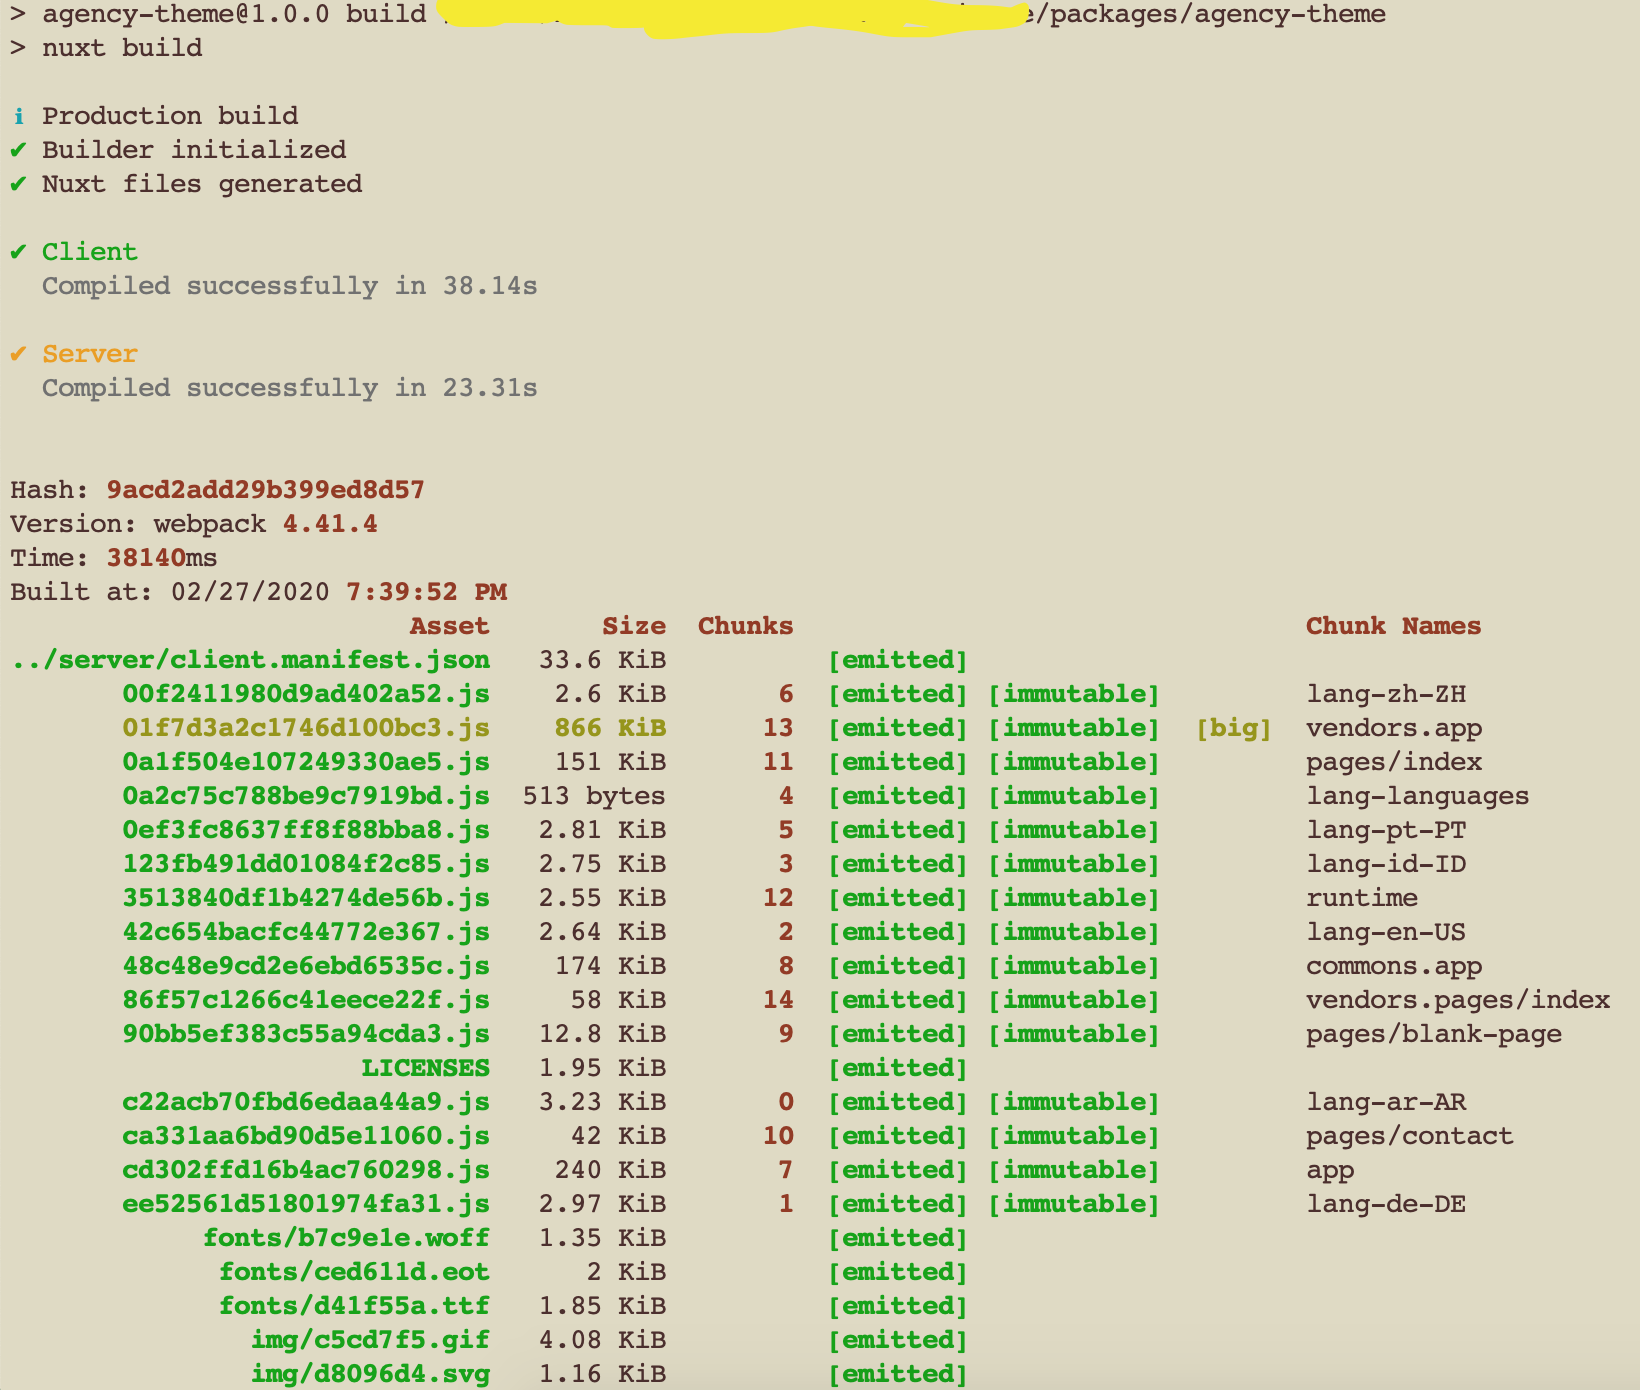 > agency-theme@1.0.0 build e/packages/agency-theme
> nuxt build
i Production build
✔ Builder initialized
✔ Nuxt files generated
✔ Client
Compiled successfully in 38.14s
✔ Server
Compiled successfully in 23.31s
Hash: 9acd2add29b399ed8d57
Version: webpack 4.41.4
Time: 38140ms
Built at: 02/27/2020 7:39:52 PM
Asset Size Chunks Chunk Names
../server/client.manifest.json 33.6 KiB [emitted]
00f2411980d9ad402a52.js 2.6 KiB 6 [emitted] [immutable] lang-zh-ZH
01f7d3a2c1746d100bc3.js 866 KiB 13 [emitted] [immutable] [big] vendors.app
0a1f504e107249330ae5.js 151 KiB 11 [emitted] [immutable] pages/index
0a2c75c788be9c7919bd.js 513 bytes 4 [emitted] [immutable] lang-languages
0ef3fc8637ff8f88bba8.js 2.81 KiB 5 [emitted] [immutable] lang-pt-PT
123fb491dd01084f2c85.js 2.75 KiB 3 [emitted] [immutable] lang-id-ID
3513840df1b4274de56b.js 2.55 KiB 12 [emitted] [immutable] runtime
42c654bacfc44772e367.js 2.64 KiB 2 [emitted] [immutable] lang-en-US
48c48e9cd2e6ebd6535c.js 174 KiB 8 [emitted] [immutable] commons.app
86f57c1266c41eece22f.js 58 KiB 14 [emitted] [immutable] vendors.pages/index
90bb5ef383c55a94cda3.js 12.8 KiB 9 [emitted] [immutable] pages/blank-page
LICENSES 1.95 KiB [emitted]
c22acb70fbd6edaa44a9.js 3.23 KiB 0 [emitted] [immutable] lang-ar-AR
ca331aa6bd90d5e11060.js 42 KiB 10 [emitted] [immutable] pages/contact
cd302ffd16b4ac760298.js 240 KiB 7 [emitted] [immutable] app
ee52561d51801974fa31.js 2.97 KiB 1 [emitted] [immutable] lang-de-DE
fonts/b7c9e1e.woff 1.35 KiB [emitted]
fonts/ced611d.eot 2 KiB [emitted]
fonts/d41f55a.ttf 1.85 KiB [emitted]
img/c5cd7f5.gif 4.08 KiB [emitted]
img/d8096d4.svg 1.16 KiB [emitted]